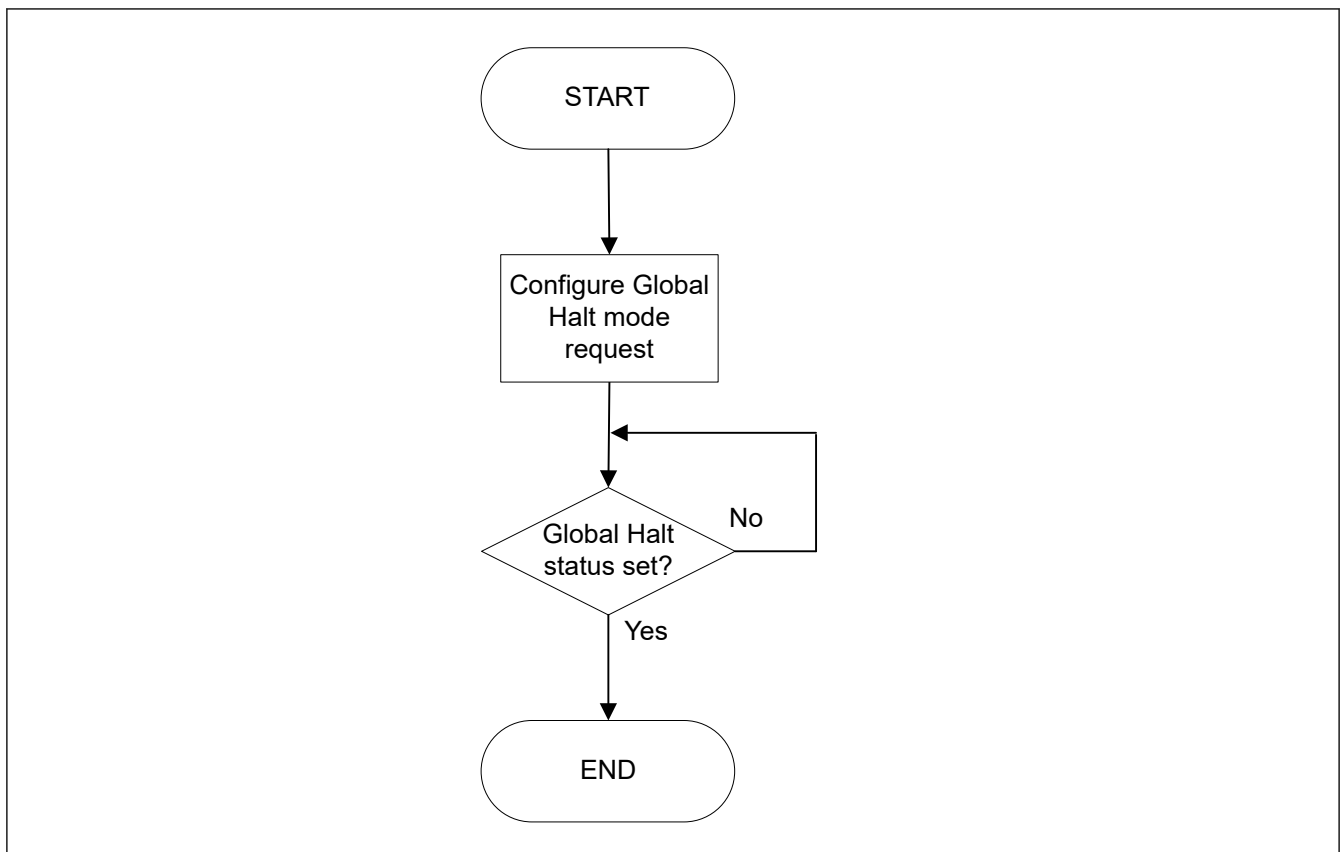 START
Configure Global
Halt mode
request
Global Halt
status set?
No
Yes
END